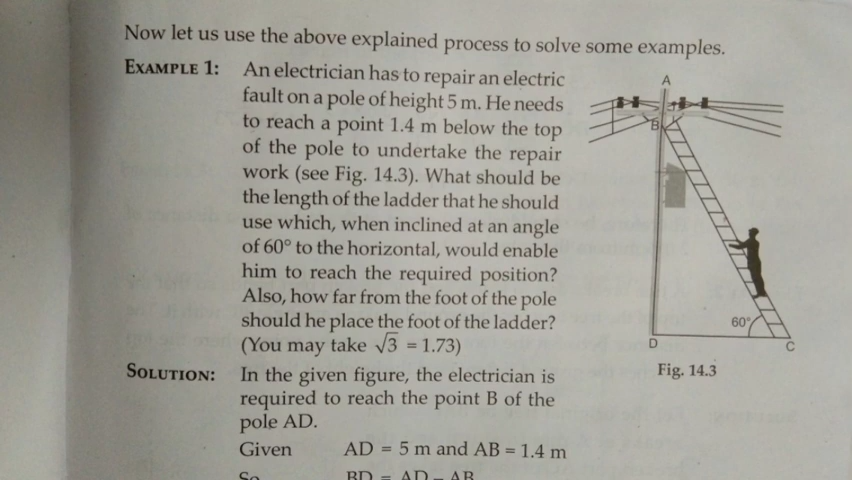 Now let us use the above explained process to solve some examples.
EXAMPLE 1: An electrician has to repair an electric
fault on a pole of height 5 m. He needs
to reach a point 1.4 m below the top
of the pole to undertake the repair
work (see Fig. 14.3). What should be
the length of the ladder that he should
use which, when inclined at an angle
of 60° to the horizontal, would enable
him to reach the required position?
Also, how far from the foot of the pole
should he place the foot of the ladder?
(You may take √3 = 1.73)
A
B
60°
D
C
Fig. 14.3
SOLUTION: In the given figure, the electrician is
required to reach the point B of the
pole AD.
Given AD = 5 m and AB = 1.4 m
So BD = AD – AB